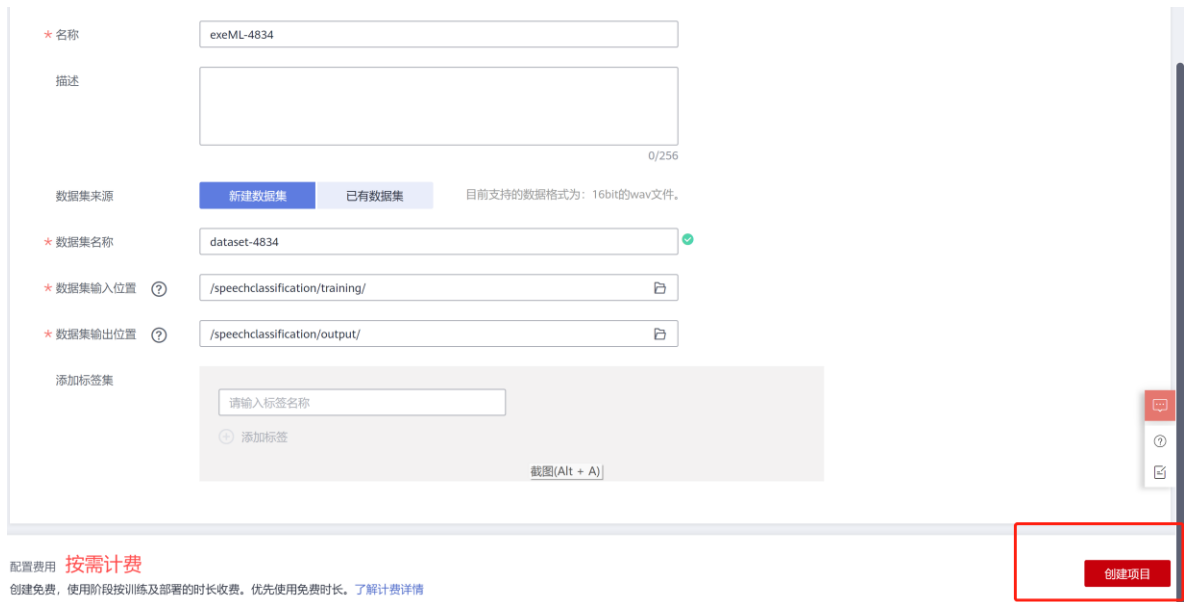 * 名称 exeML-4834
描述
0/256
数据集来源 新建数据集 已有数据集 目前支持的数据格式为：16bit的wav文件。
* 数据集名称 dataset-4834
* 数据集输入位置 ? /speechclassification/training/
* 数据集输出位置 ? /speechclassification/output/
添加标签集
请输入标签名称
+ 添加标签
截图(Alt + A)
配置费用 按需计费
创建免费，使用阶段按训练及部署的时长收费。优先使用免费时长。了解计费详情
创建项目